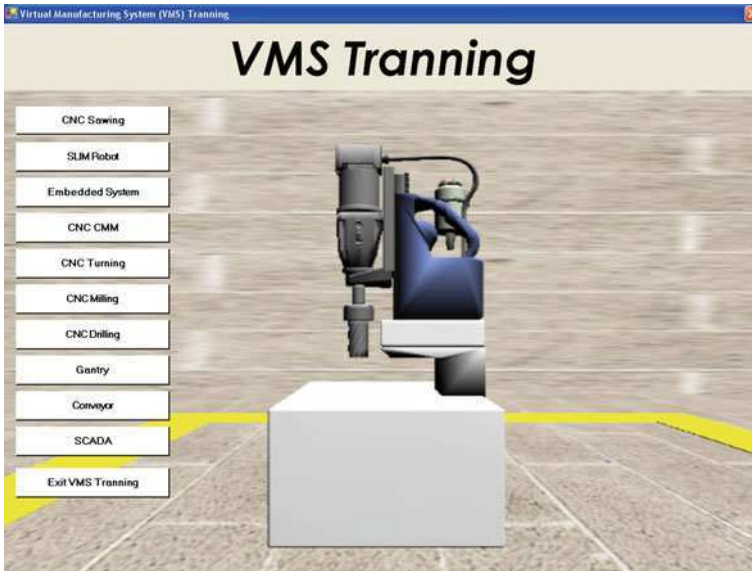 Virtual Manufacturing System (VMS) Tranning
VMS Tranning
CNC Sawing
SLIM Robot
Embedded System
CNC CMM
CNC Turning
CNC Milling
CNC Drilling
Gantry
Conveyor
SCADA
Exit VMS Tranning